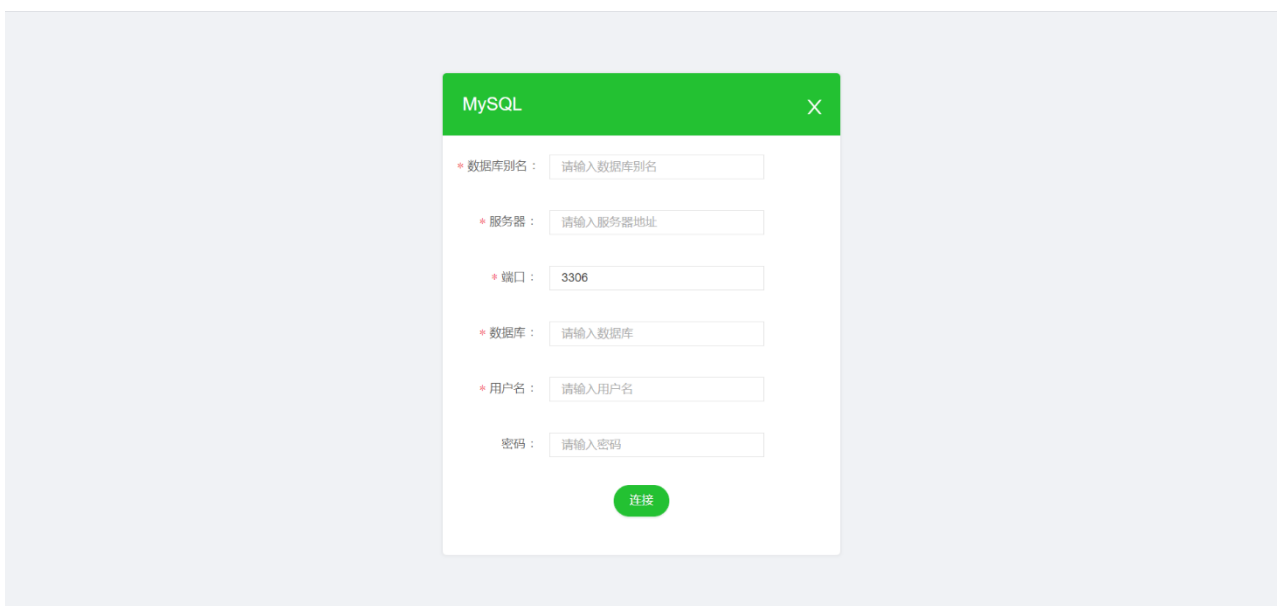 MySQL X
* 数据库别名： 请输入数据库别名
* 服务器： 请输入服务器地址
* 端口： 3306
* 数据库： 请输入数据库
* 用户名： 请输入用户名
密码： 请输入密码
连接